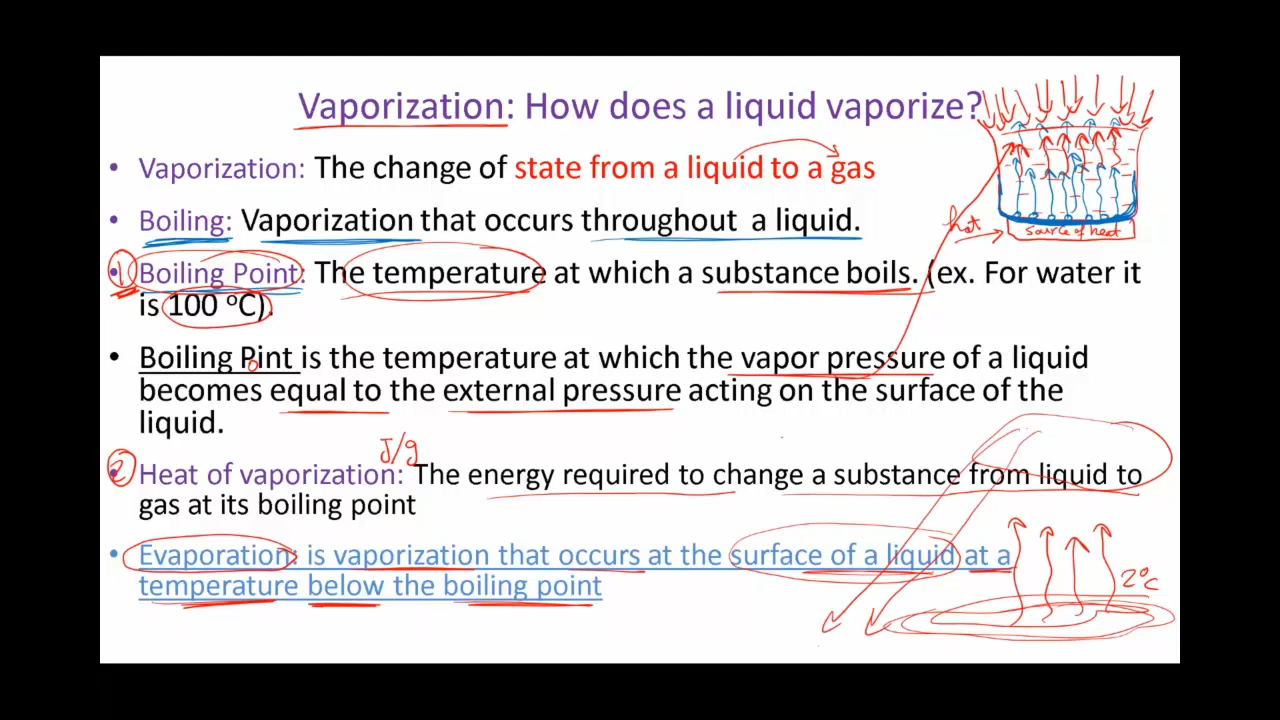 Vaporization: How does a liquid vaporize?
• Vaporization: The change of state from a liquid to a gas
• Boiling: Vaporization that occurs throughout a liquid.
hot
source of heat
1 • Boiling Point: The temperature at which a substance boils. (ex. For water it
is 100 °C).
• Boiling Point is the temperature at which the vapor pressure of a liquid
becomes equal to the external pressure acting on the surface of the
liquid.
J/g
2 • Heat of vaporization: The energy required to change a substance from liquid to
gas at its boiling point
• Evaporation: is vaporization that occurs at the surface of a liquid at a
temperature below the boiling point
2°C